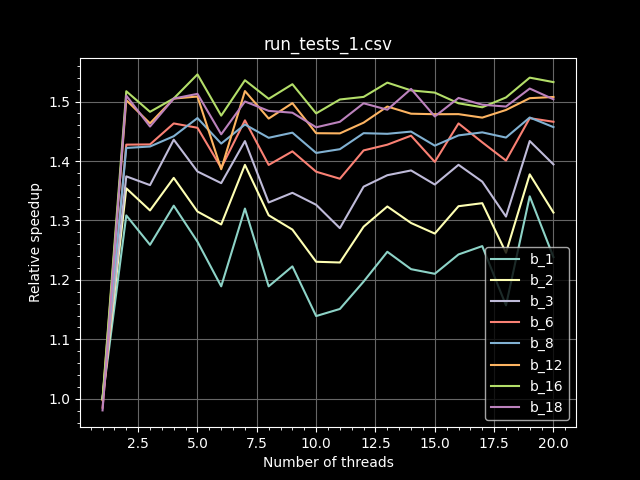 run_tests_1.csv
Relative speedup
1.5
1.4
1.3
1.2
1.1
1.0
b_1
b_2
b_3
b_6
b_8
b_12
b_16
b_18
2.5 5.0 7.5 10.0 12.5 15.0 17.5 20.0
Number of threads